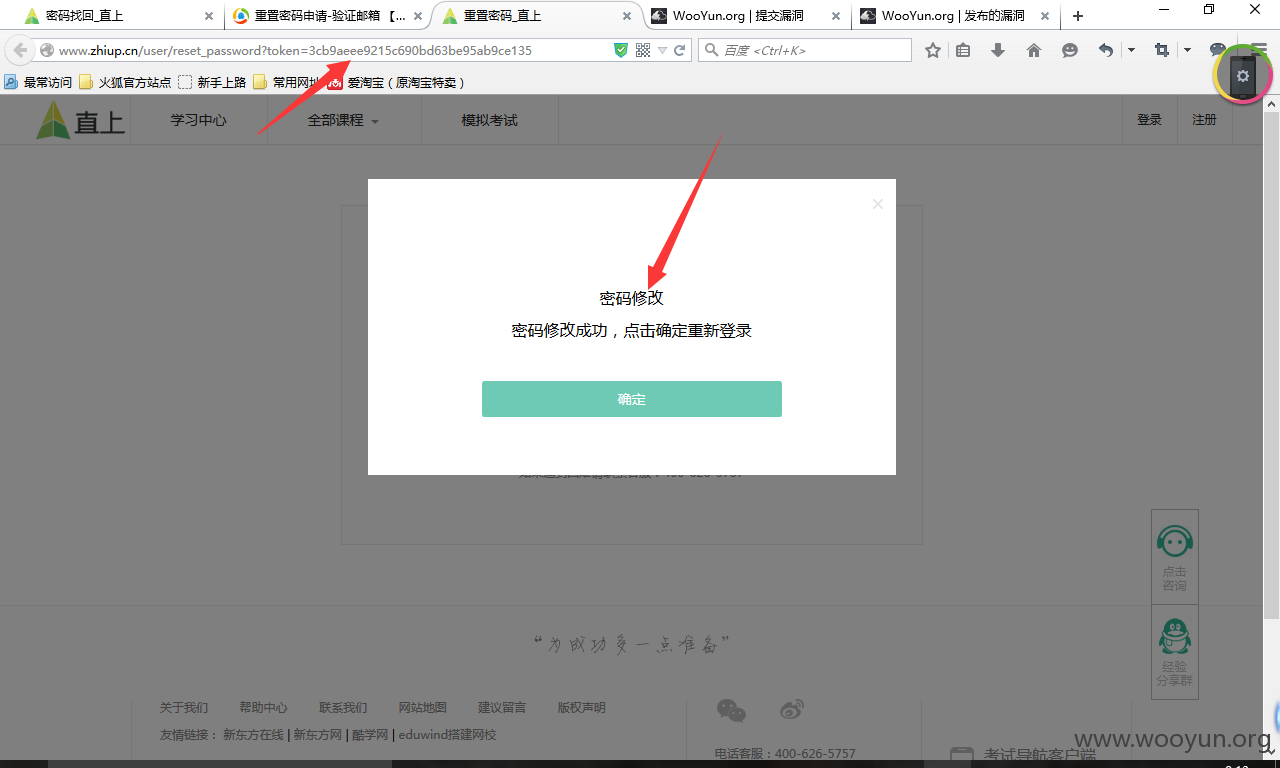 密码找回_直上
重置密码申请-验证邮箱 【...
重置密码_直上
WooYun.org | 提交漏洞
WooYun.org | 发布的漏洞
www.zhiup.cn/user/reset_password?token=3cb9aeee9215c690bd63be95ab9ce135
百度 <Ctrl+K>
最常访问 火狐官方站点 新手上路 常用网址 爱淘宝（原淘宝特卖）
直上 学习中心 全部课程 模拟考试 登录 注册
密码修改
密码修改成功，点击确定重新登录
确定
点击
咨询
经验
分享群
“为成功多一点准备”
关于我们 帮助中心 联系我们 网站地图 建议留言 版权声明
友情链接： 新东方在线 | 新东方网 | 酷学网 | eduwind搭建网校
电话客服：400-626-5757
考试导航客户端
www.wooyun.org